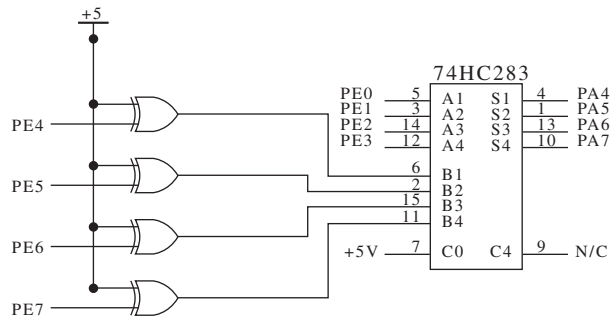 +5
74HC283
PE0 5 A1 S1 4 PA4
PE1 3 A2 S2 1 PA5
PE2 14 A3 S3 13 PA6
PE3 12 A4 S4 10 PA7
PE4
6 B1
PE5
2 B2
15 B3
11 B4
PE6
+5V 7 C0 C4 9 N/C
PE7